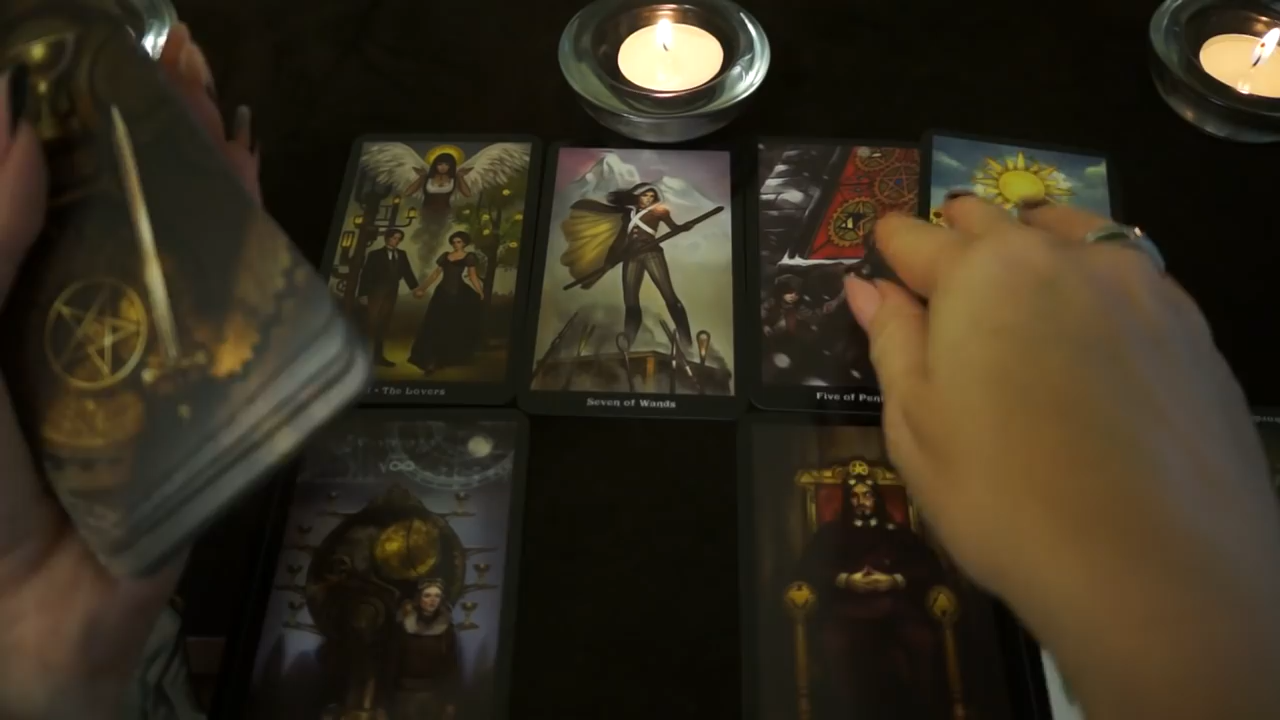 I - The Lovers
Seven of Wands
Five of Pen